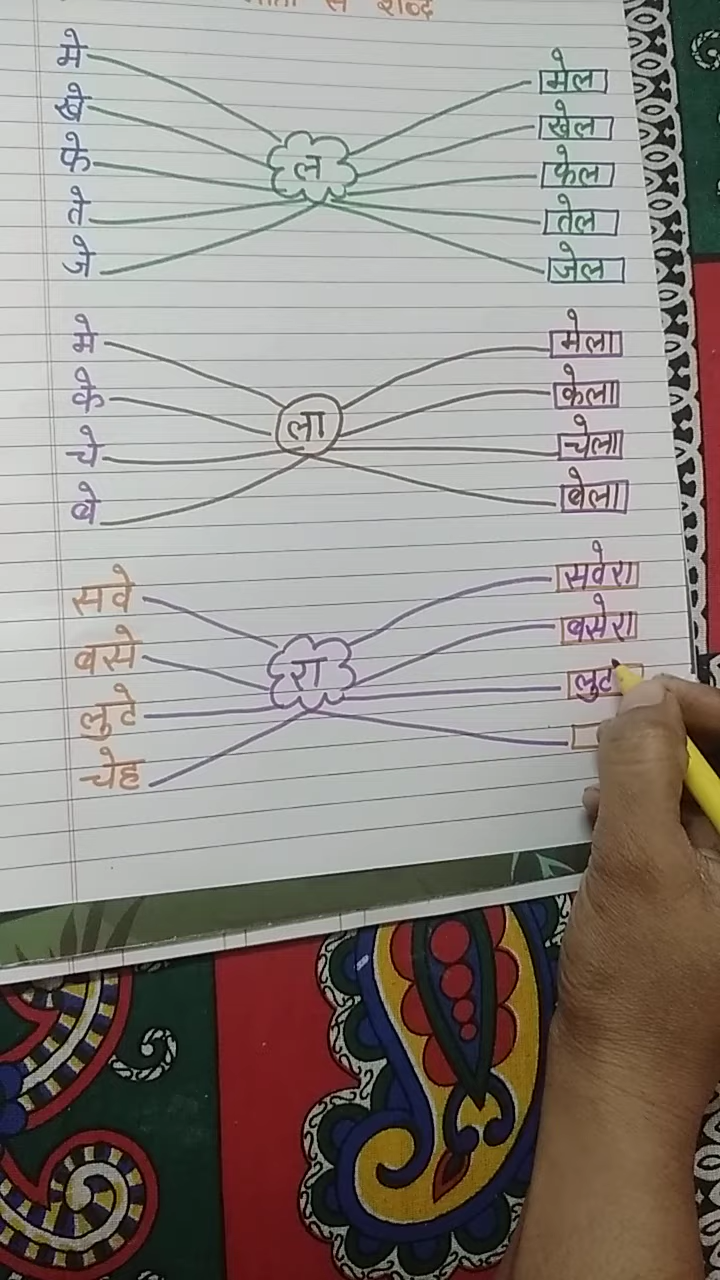 से शब्द
मे
खे
के
ते
जे
ल
मेल
खेल
केल
तेल
जेल
मे
के
चे
बे
ला
मेला
केला
चेला
बेला
सवे
बसे
लुटे
चेह
रा
सवेरा
बसेरा
लुटे